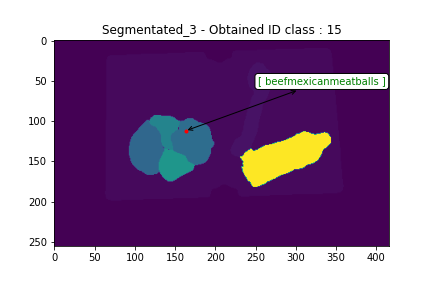 Segmentated_3 - Obtained ID class : 15
0
50
[ beefmexicanmeatballs ]
100
150
200
250
0 50 100 150 200 250 300 350 400